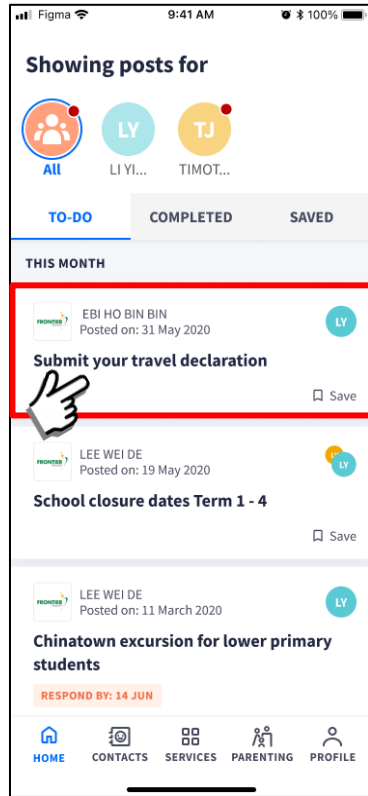 Figma 9:41 AM 100%
Showing posts for
LY TJ
All LI YI... TIMOT...
TO-DO COMPLETED SAVED
THIS MONTH
FRONTIER EBI HO BIN BIN
Posted on: 31 May 2020 LY
Submit your travel declaration
Save
FRONTIER LEE WEI DE
Posted on: 19 May 2020 LY
School closure dates Term 1 - 4
Save
FRONTIER LEE WEI DE
Posted on: 11 March 2020 LY
Chinatown excursion for lower primary
students
RESPOND BY: 14 JUN
HOME CONTACTS SERVICES PARENTING PROFILE